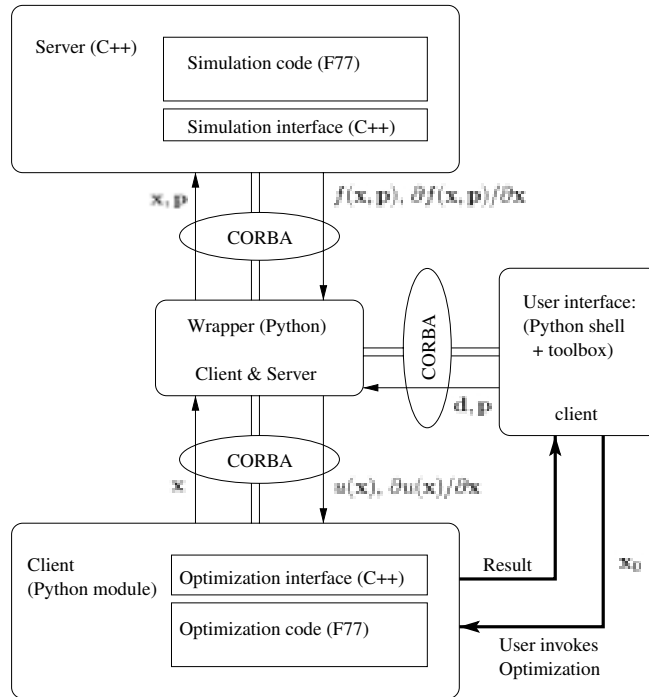 Server (C++)
Simulation code (F77)
Simulation interface (C++)
x, p
f(x, p), ∂f(x, p)/∂x
CORBA
Wrapper (Python)
Client & Server
CORBA
User interface:
(Python shell
+ toolbox)
client
d, p
CORBA
x
u(x), ∂u(x)/∂x
Client
(Python module)
Optimization interface (C++)
Optimization code (F77)
Result
x₀
User invokes
Optimization